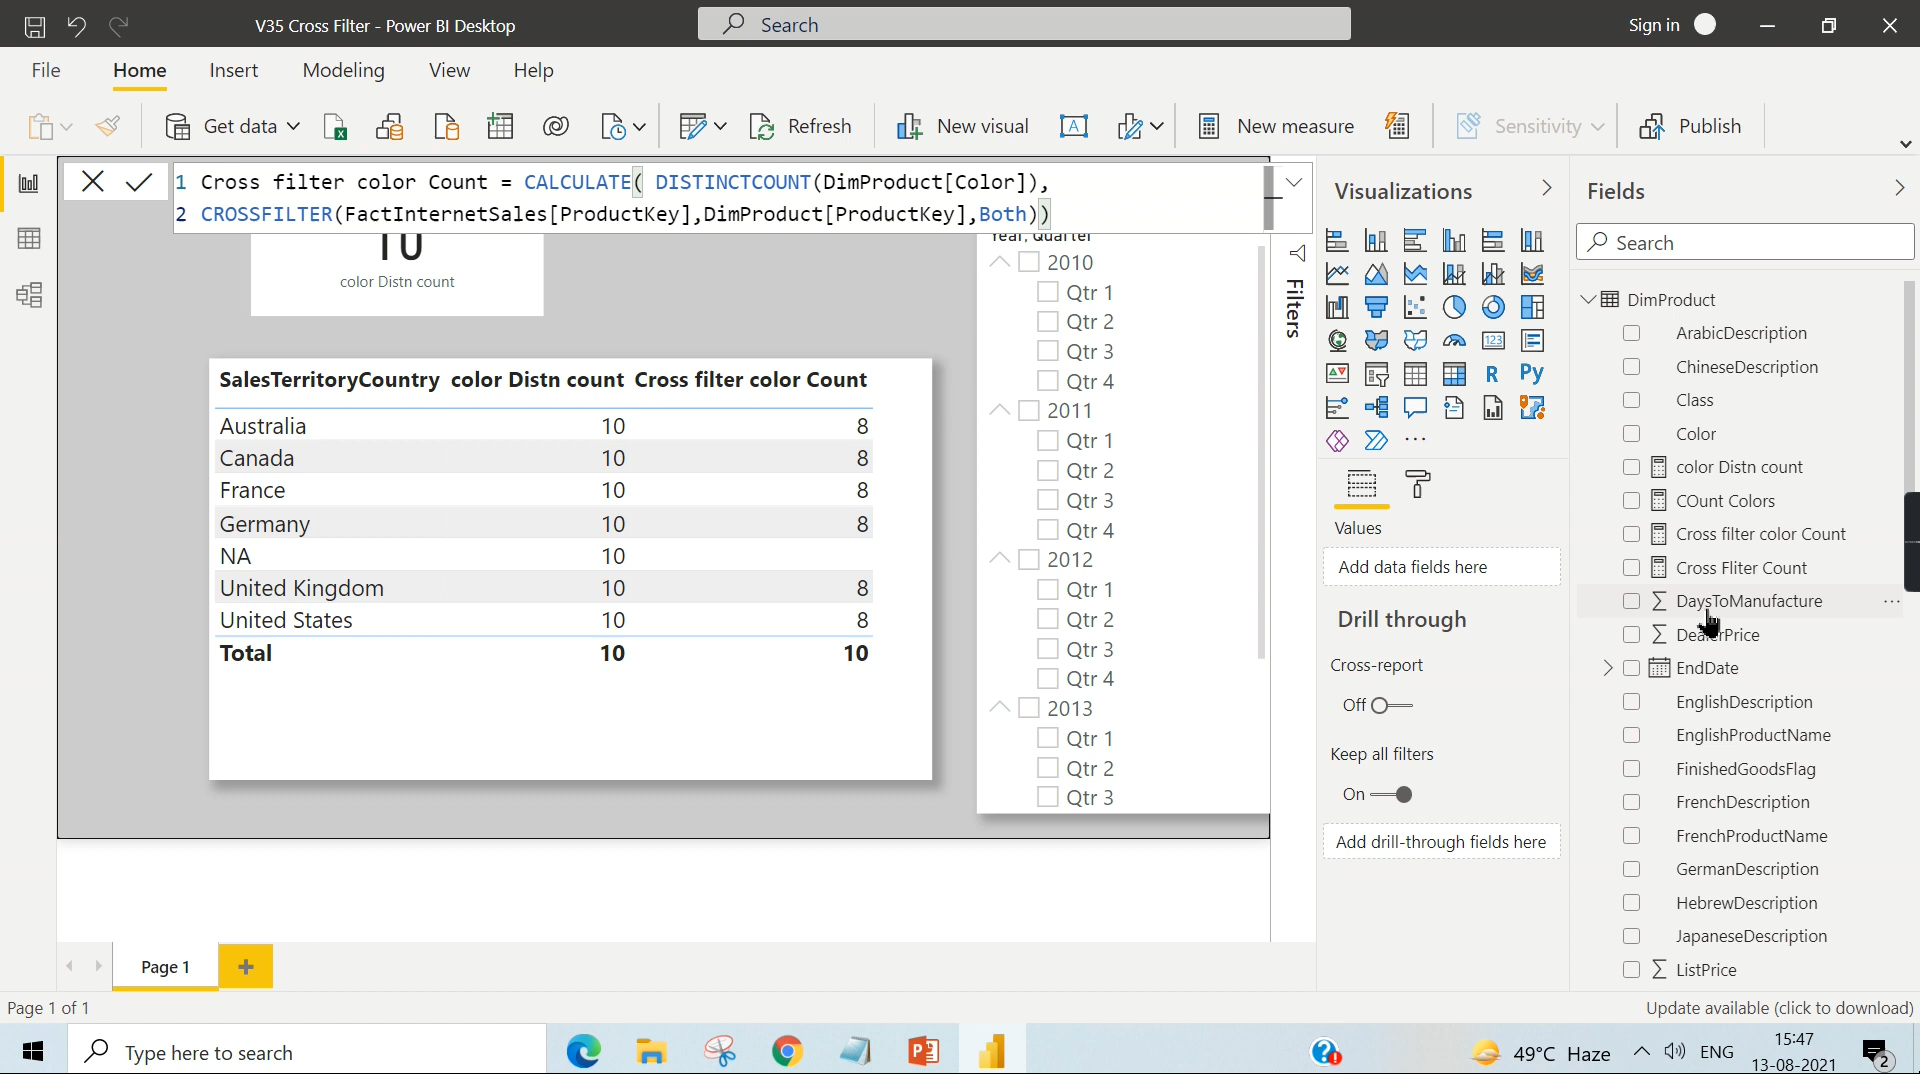 V35 Cross Filter - Power BI Desktop
Search
Sign in
File
Home
Insert
Modeling
View
Help
Get data
Refresh
New visual
New measure
Sensitivity
Publish
1 Cross filter color Count = CALCULATE( DISTINCTCOUNT(DimProduct[Color]),
2 CROSSFILTER(FactInternetSales[ProductKey],DimProduct[ProductKey],Both))
10
color Distn count
SalesTerritoryCountry color Distn count Cross filter color Count
Australia 10 8
Canada 10 8
France 10 8
Germany 10 8
NA 10
United Kingdom 10 8
United States 10 8
Total 10 10
Year, Quarter
2010
Qtr 1
Qtr 2
Qtr 3
Qtr 4
2011
Qtr 1
Qtr 2
Qtr 3
Qtr 4
2012
Qtr 1
Qtr 2
Qtr 3
Qtr 4
2013
Qtr 1
Qtr 2
Qtr 3
Filters
Visualizations
123
R
Py
Values
Add data fields here
Drill through
Cross-report
Off
Keep all filters
On
Add drill-through fields here
Fields
Search
DimProduct
ArabicDescription
ChineseDescription
Class
Color
color Distn count
COunt Colors
Cross filter color Count
Cross Fliter Count
DaysToManufacture
DealerPrice
EndDate
EnglishDescription
EnglishProductName
FinishedGoodsFlag
FrenchDescription
FrenchProductName
GermanDescription
HebrewDescription
JapaneseDescription
ListPrice
Page 1
Page 1 of 1
Update available (click to download)
Type here to search
49°C Haze
ENG
15:47
13-08-2021
2